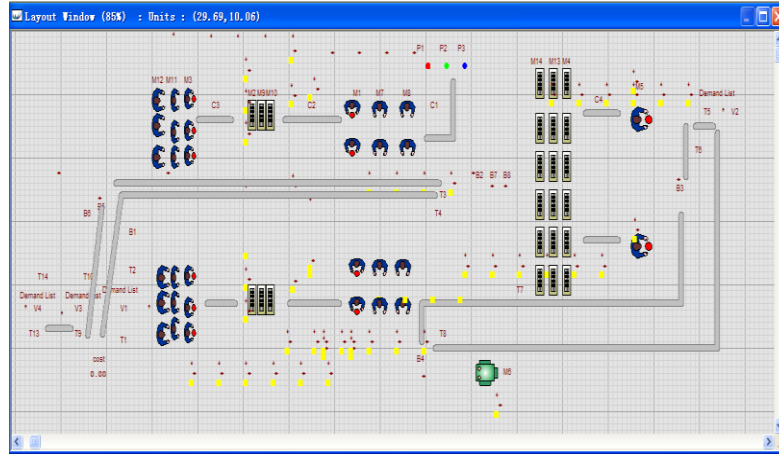 Layout Window (85%) : Units : (29.69,10.06)
P1 P2 P3
M14 M13 M4
M12 M11 M3
M2 M9 M10
M1 M7 M8
M5
Demand List
C3
C2
C1
C4
T5
V2
T6
B2 B7 B8
B3
T3
T4
B6
B1
T14
T2
T7
Demand List
V4
V3
V1
T13
T9
T1
T8
B4
cost
0.00
M6